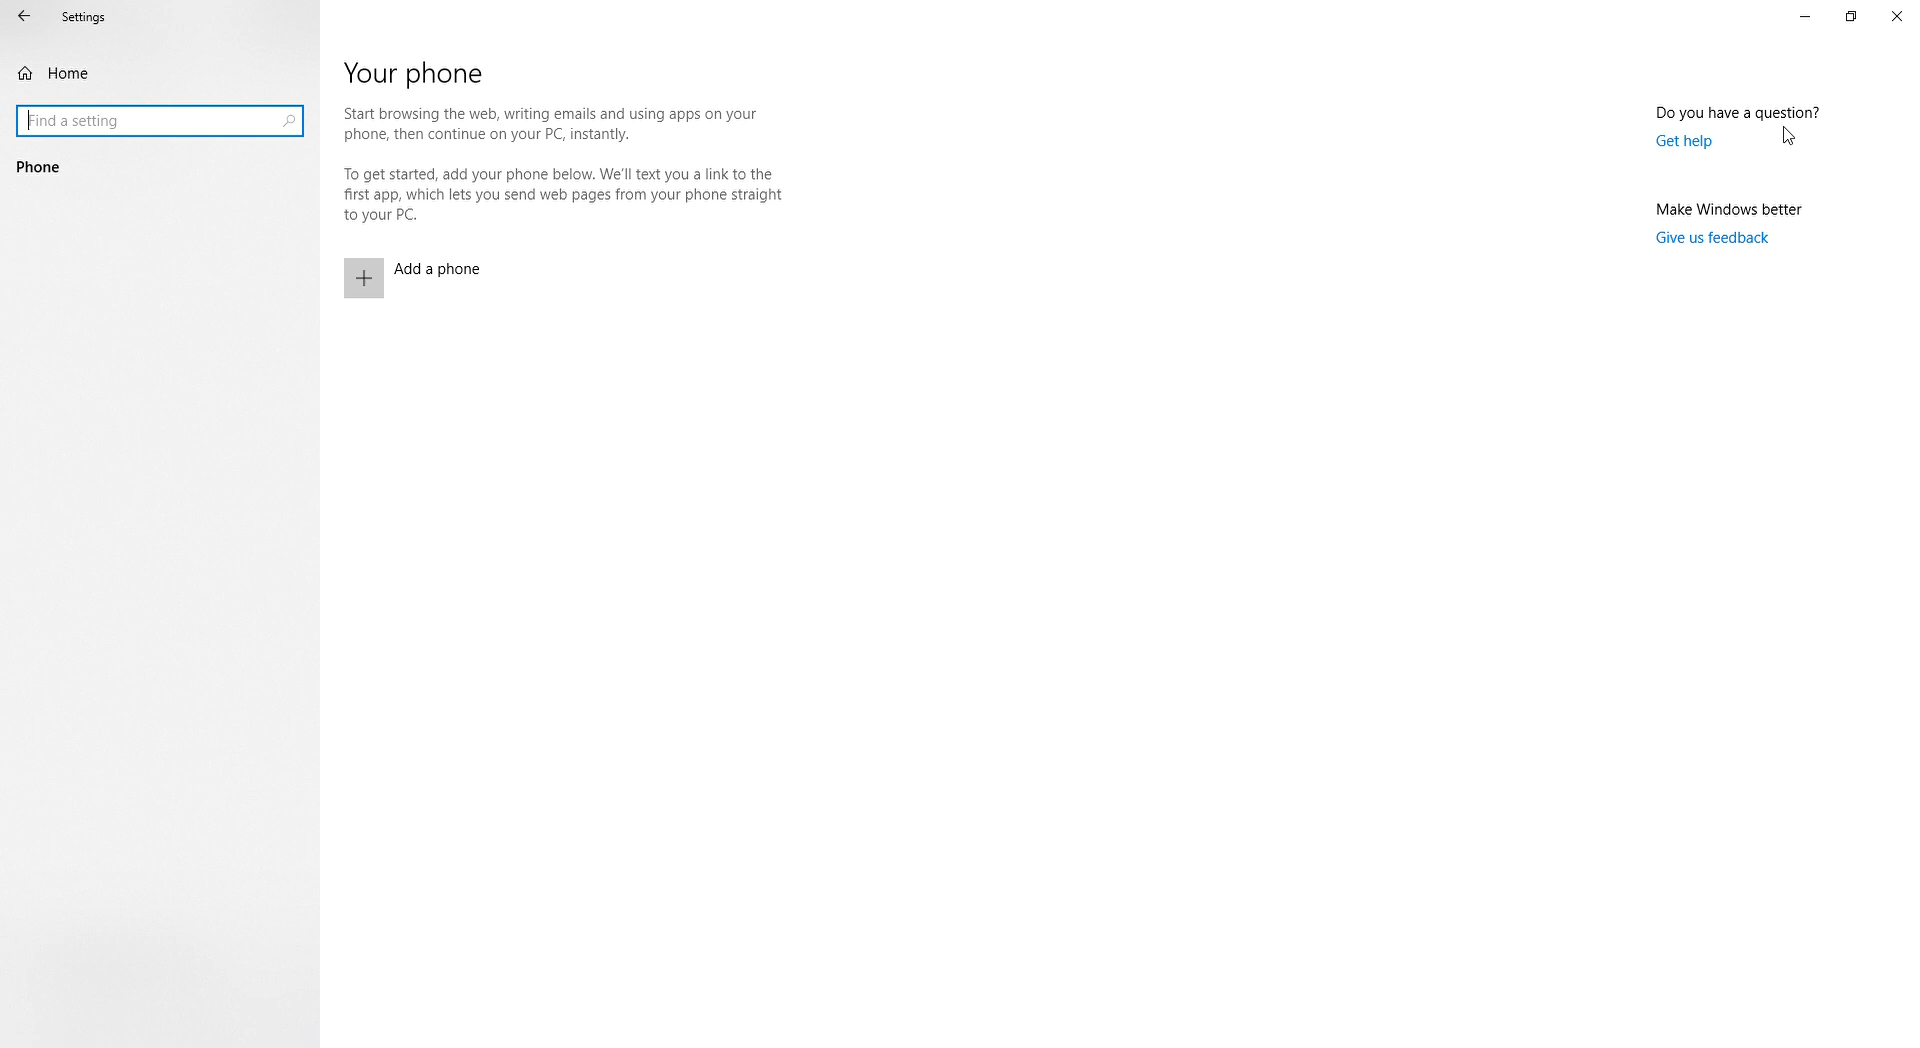 Settings
Home
Find a setting
Phone
Your phone
Start browsing the web, writing emails and using apps on your
phone, then continue on your PC, instantly.
To get started, add your phone below. We'll text you a link to the
first app, which lets you send web pages from your phone straight
to your PC.
Add a phone
Do you have a question?
Get help
Make Windows better
Give us feedback